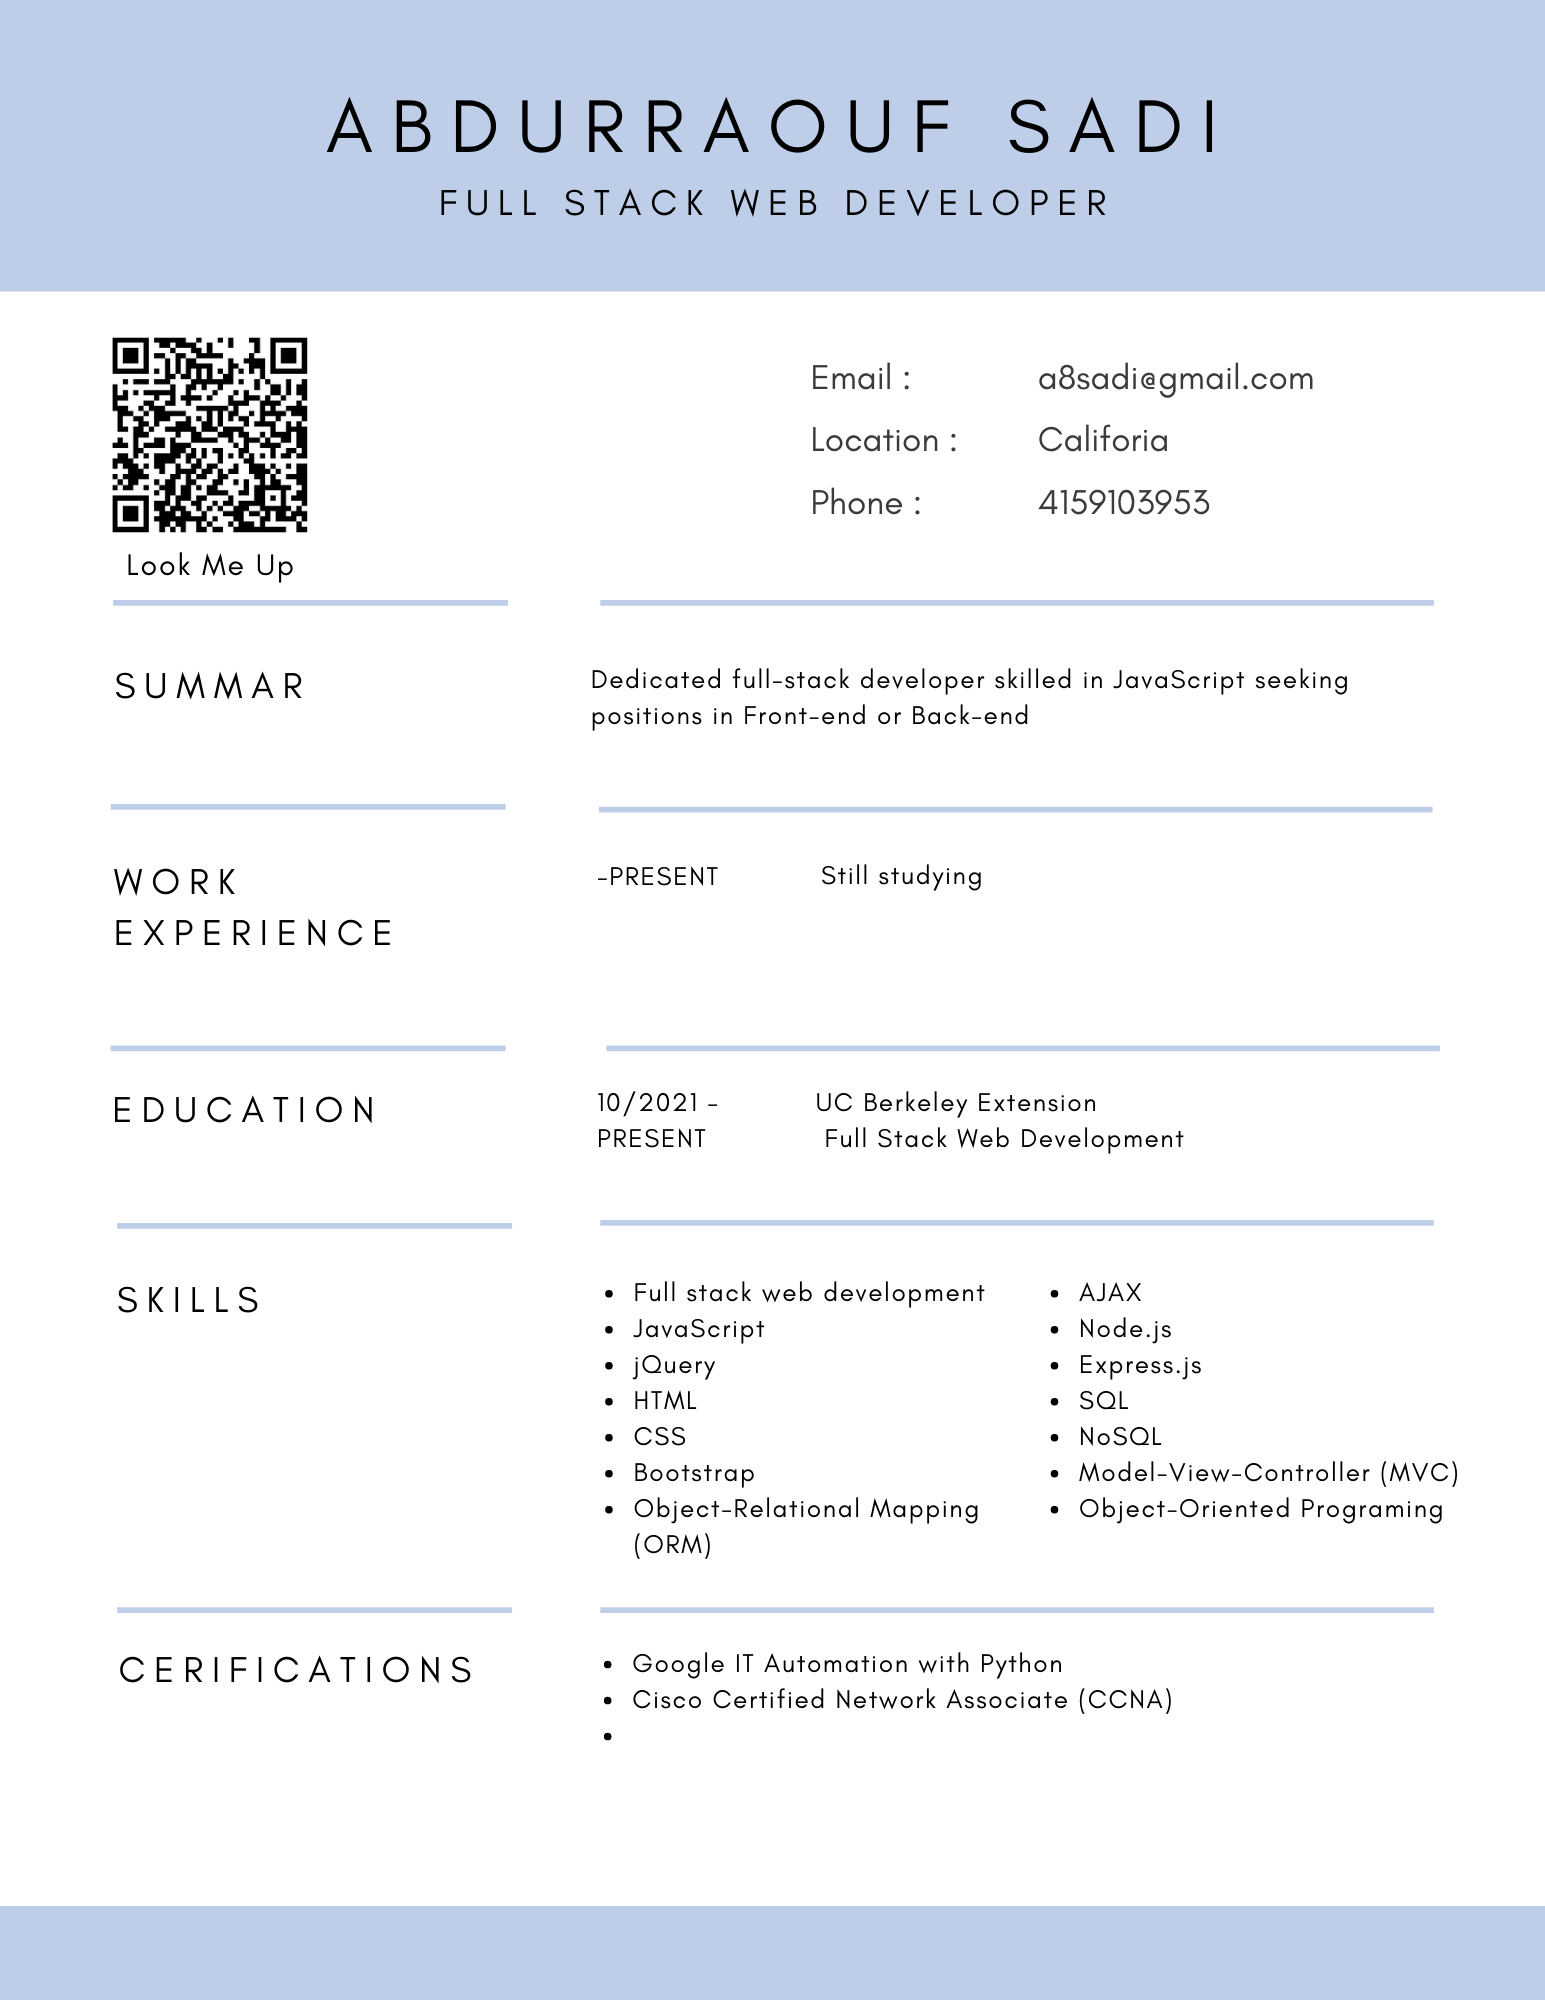 ABDURRAOUF SADI
FULL STACK WEB DEVELOPER
Look Me Up
Email : a8sadi@gmail.com
Location : Califoria
Phone : 4159103953
SUMMAR
Dedicated full-stack developer skilled in JavaScript seeking
positions in Front-end or Back-end
WORK
EXPERIENCE
-PRESENT Still studying
EDUCATION
10/2021 - UC Berkeley Extension
PRESENT Full Stack Web Development
SKILLS
• Full stack web development
• JavaScript
• jQuery
• HTML
• CSS
• Bootstrap
• Object-Relational Mapping
(ORM)
• AJAX
• Node.js
• Express.js
• SQL
• NoSQL
• Model-View-Controller (MVC)
• Object-Oriented Programing
CERIFICATIONS
• Google IT Automation with Python
• Cisco Certified Network Associate (CCNA)
•